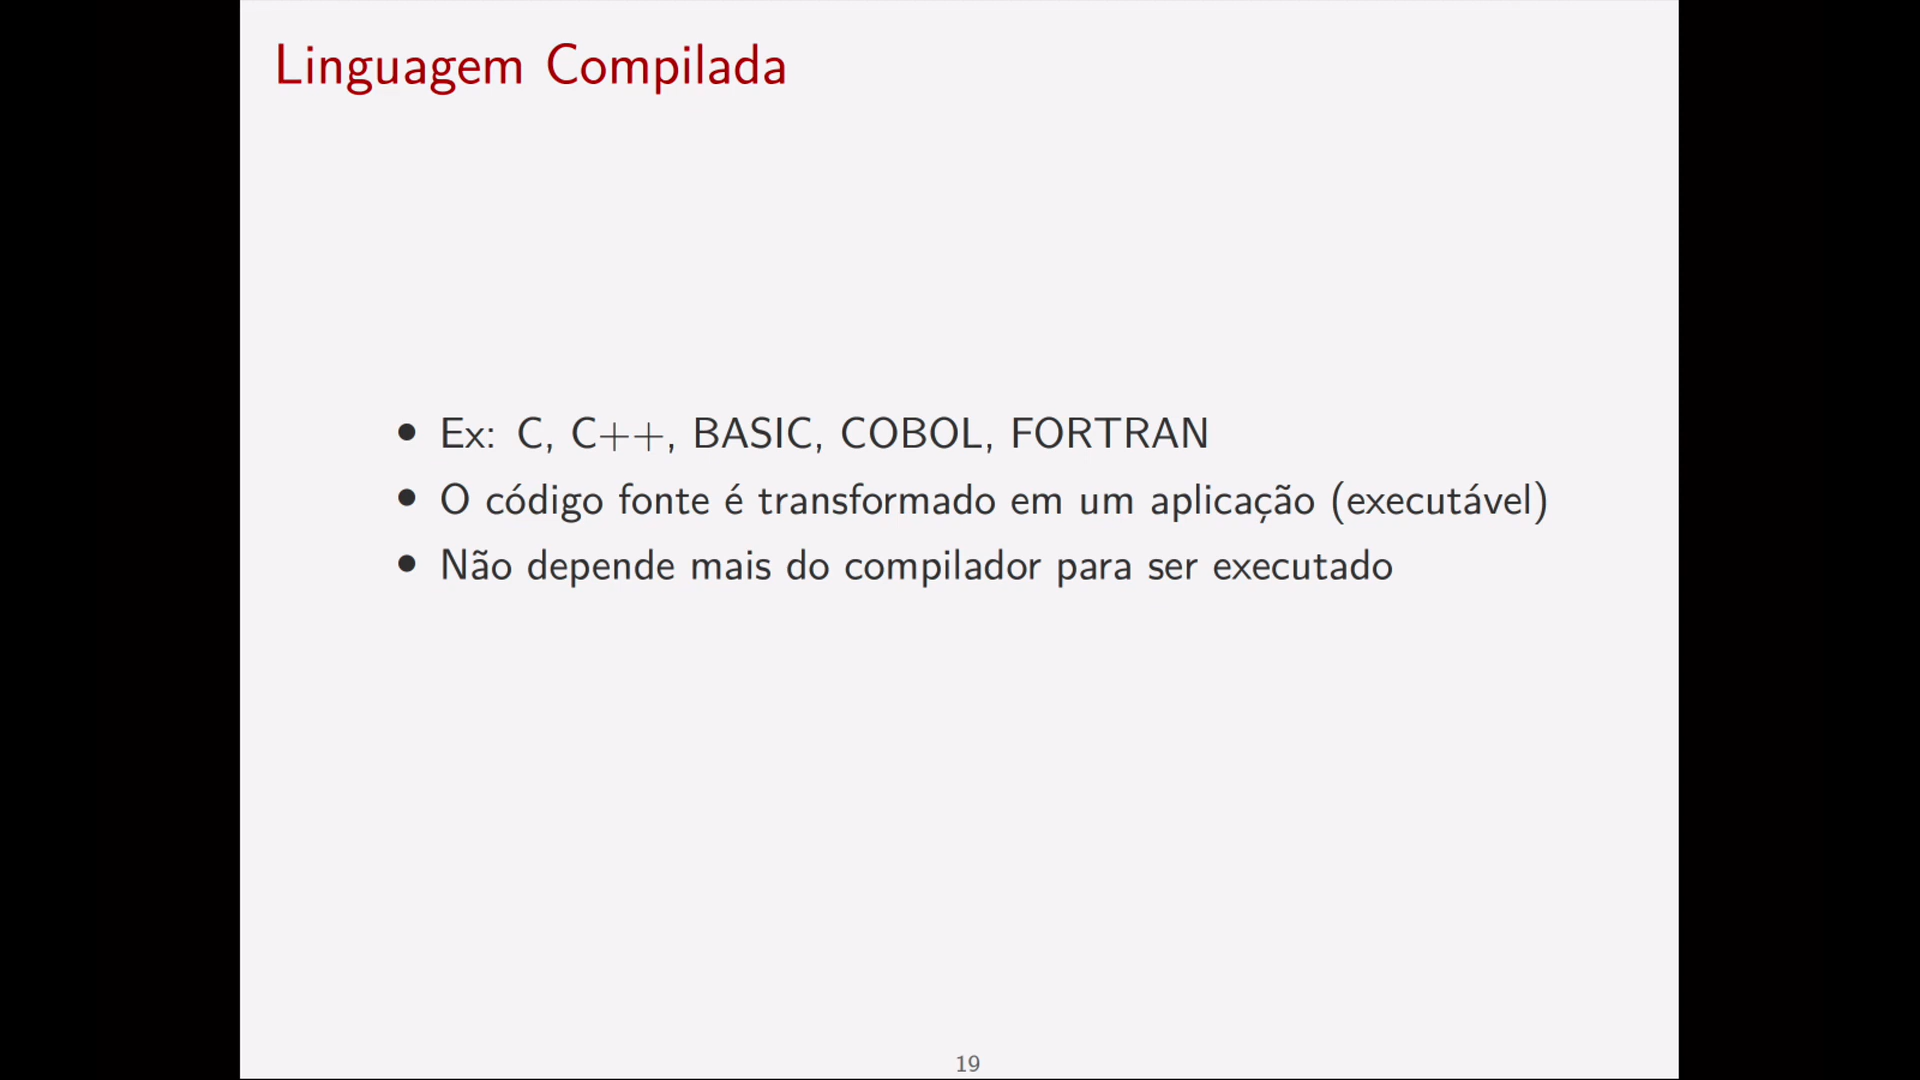 Linguagem Compilada
• Ex: C, C++, BASIC, COBOL, FORTRAN
• O código fonte é transformado em um aplicação (executável)
• Não depende mais do compilador para ser executado
19